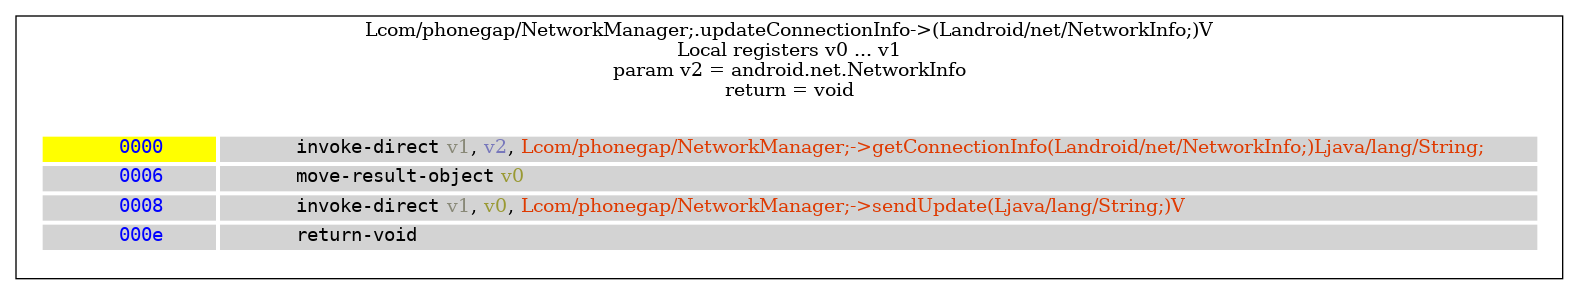 Lcom/phonegap/NetworkManager;.updateConnectionInfo->(Landroid/net/NetworkInfo;)V
Local registers v0 ... v1
param v2 = android.net.NetworkInfo
return = void
0000 invoke-direct v1, v2, Lcom/phonegap/NetworkManager;->getConnectionInfo(Landroid/net/NetworkInfo;)Ljava/lang/String;
0006 move-result-object v0
0008 invoke-direct v1, v0, Lcom/phonegap/NetworkManager;->sendUpdate(Ljava/lang/String;)V
000e return-void